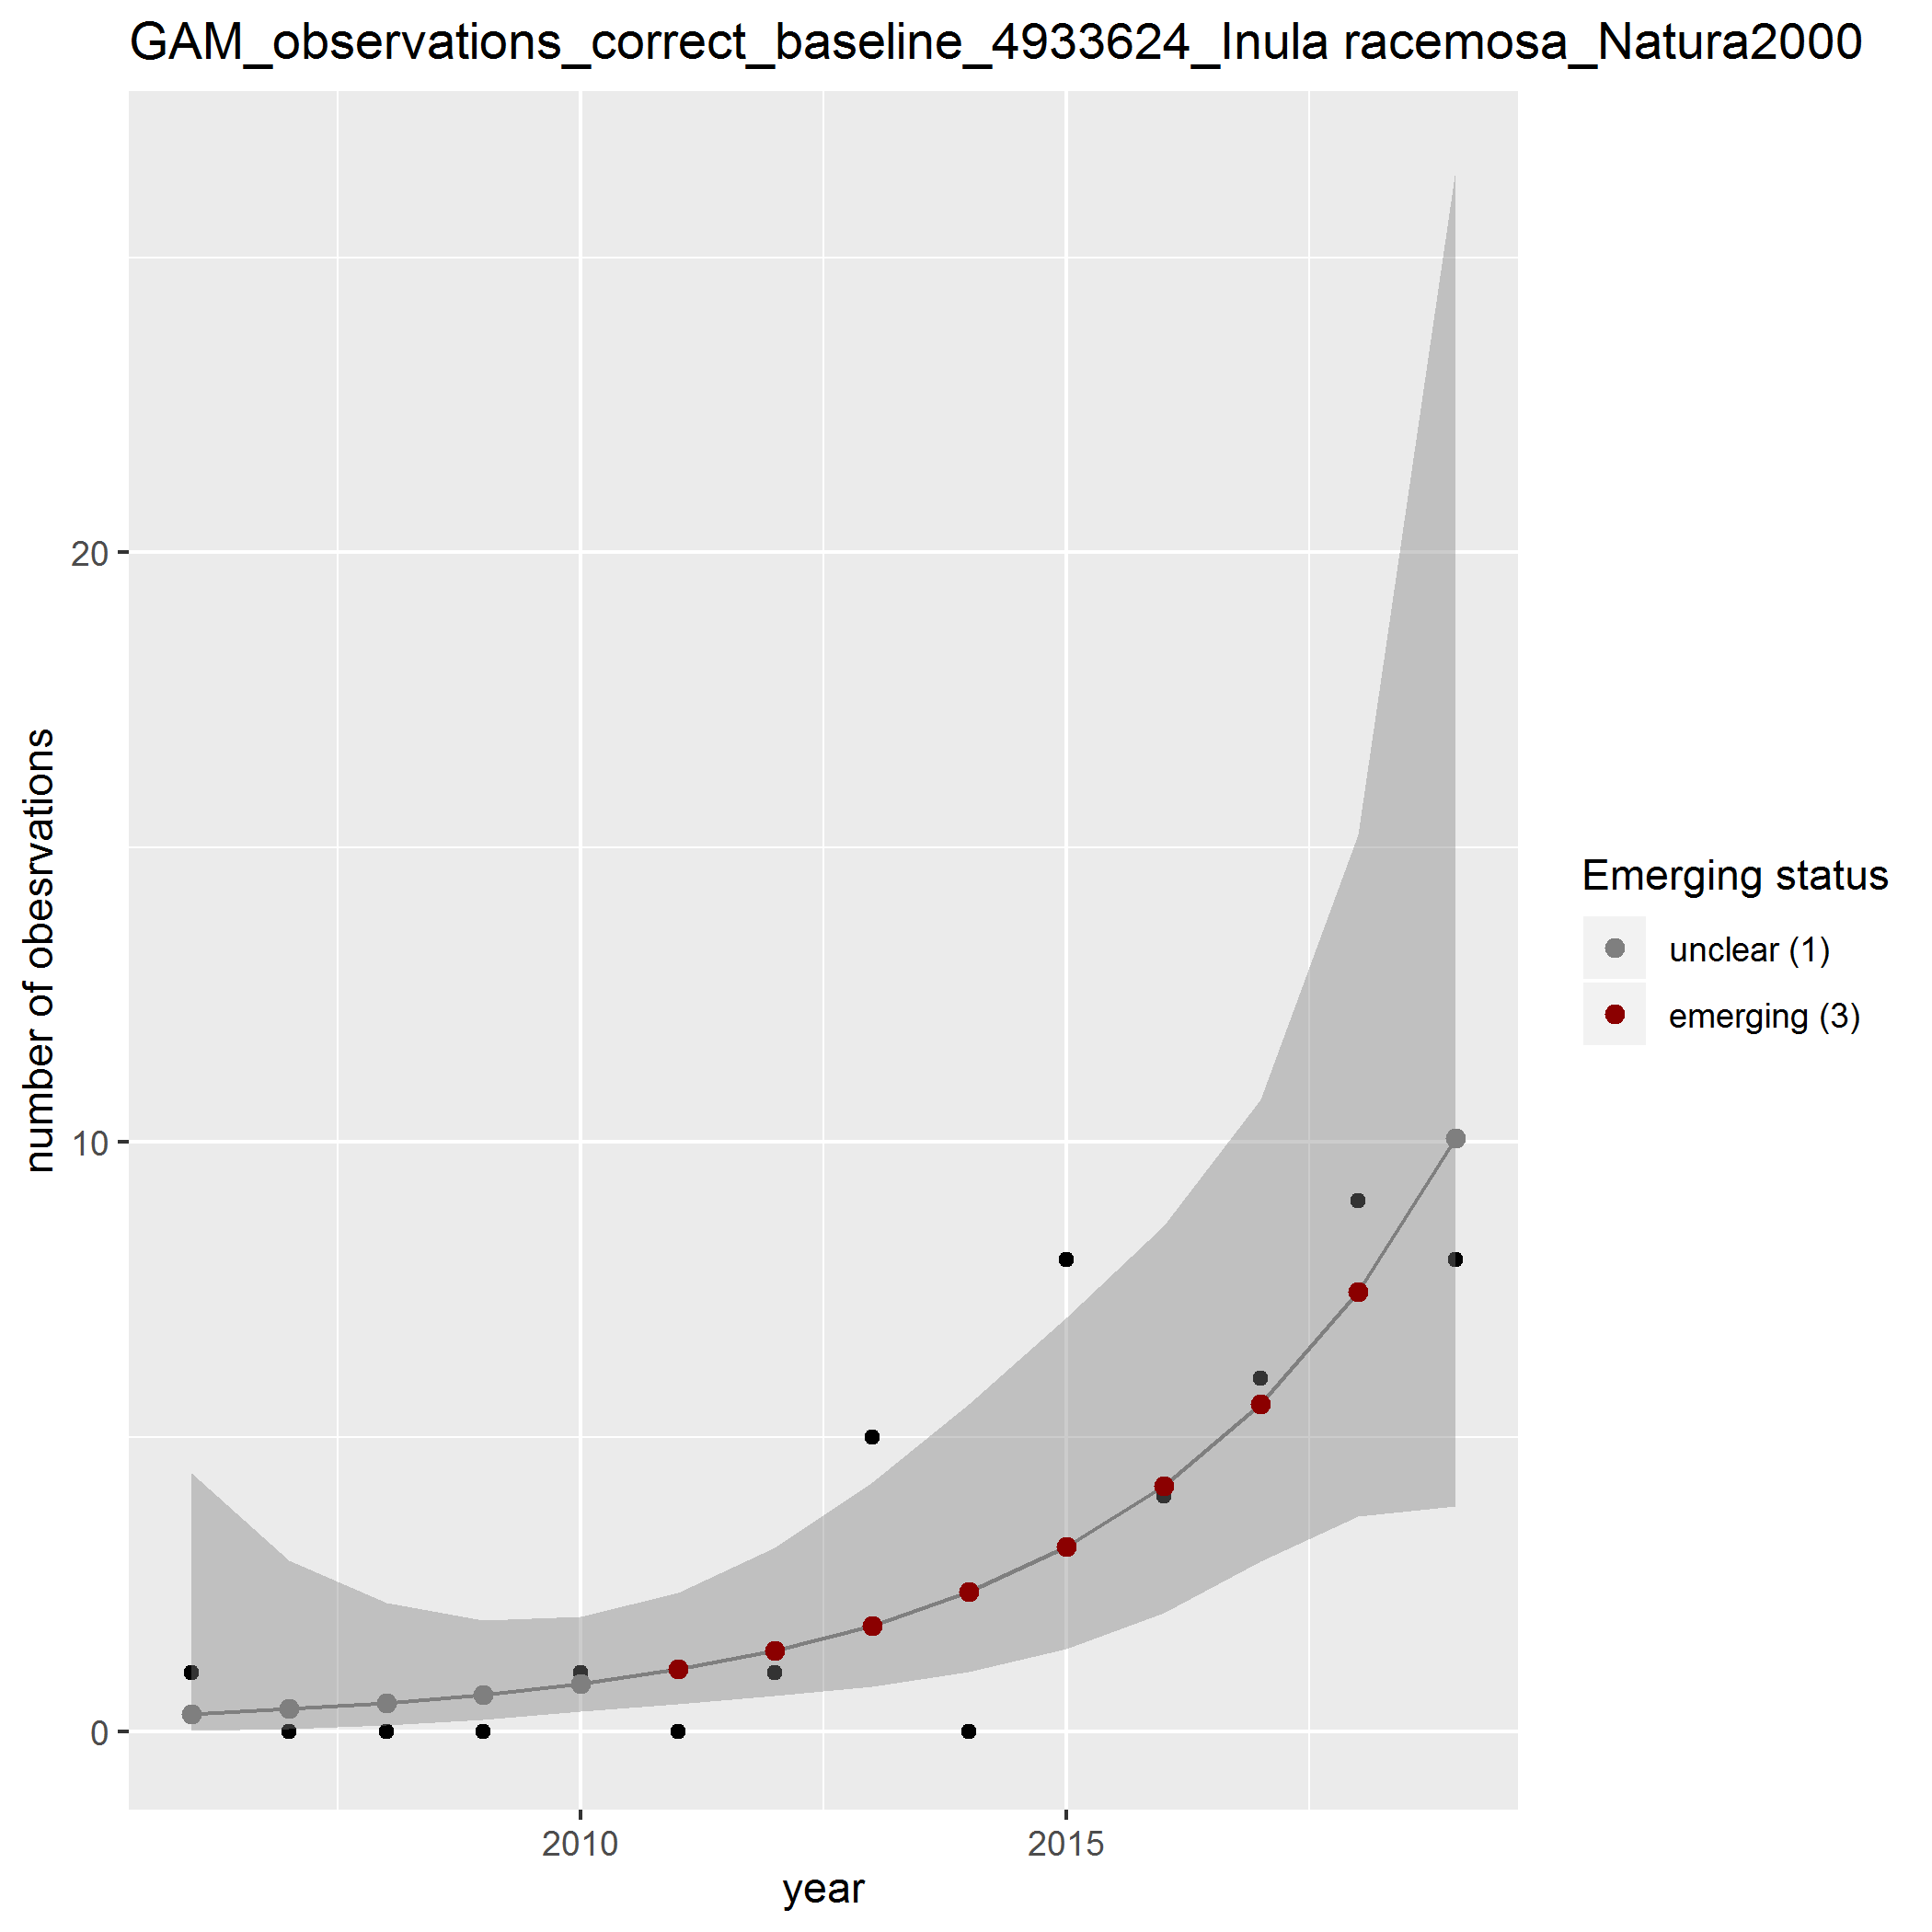 GAM_observations_correct_baseline_4933624_Inula racemosa_Natura2000
number of obesrvations
20
10
0
2010
2015
year
Emerging status
unclear (1)
emerging (3)